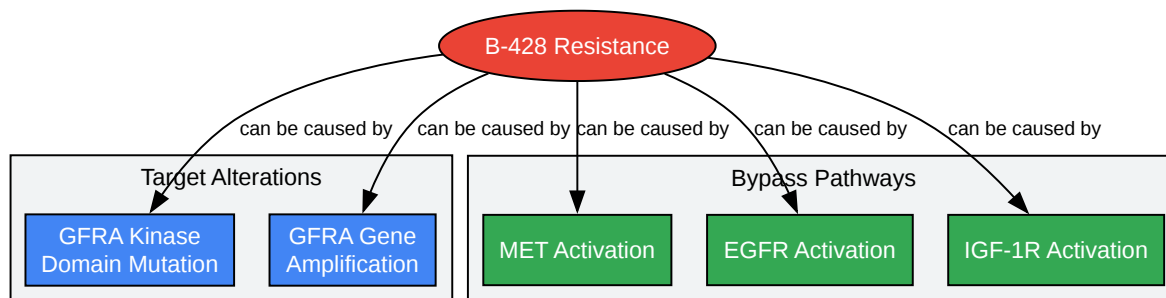 B-428 Resistance
can be caused by
can be caused by
can be caused by
can be caused by
can be caused by
Target Alterations
Bypass Pathways
GFRA Kinase
Domain Mutation
GFRA Gene
Amplification
MET Activation
EGFR Activation
IGF-1R Activation